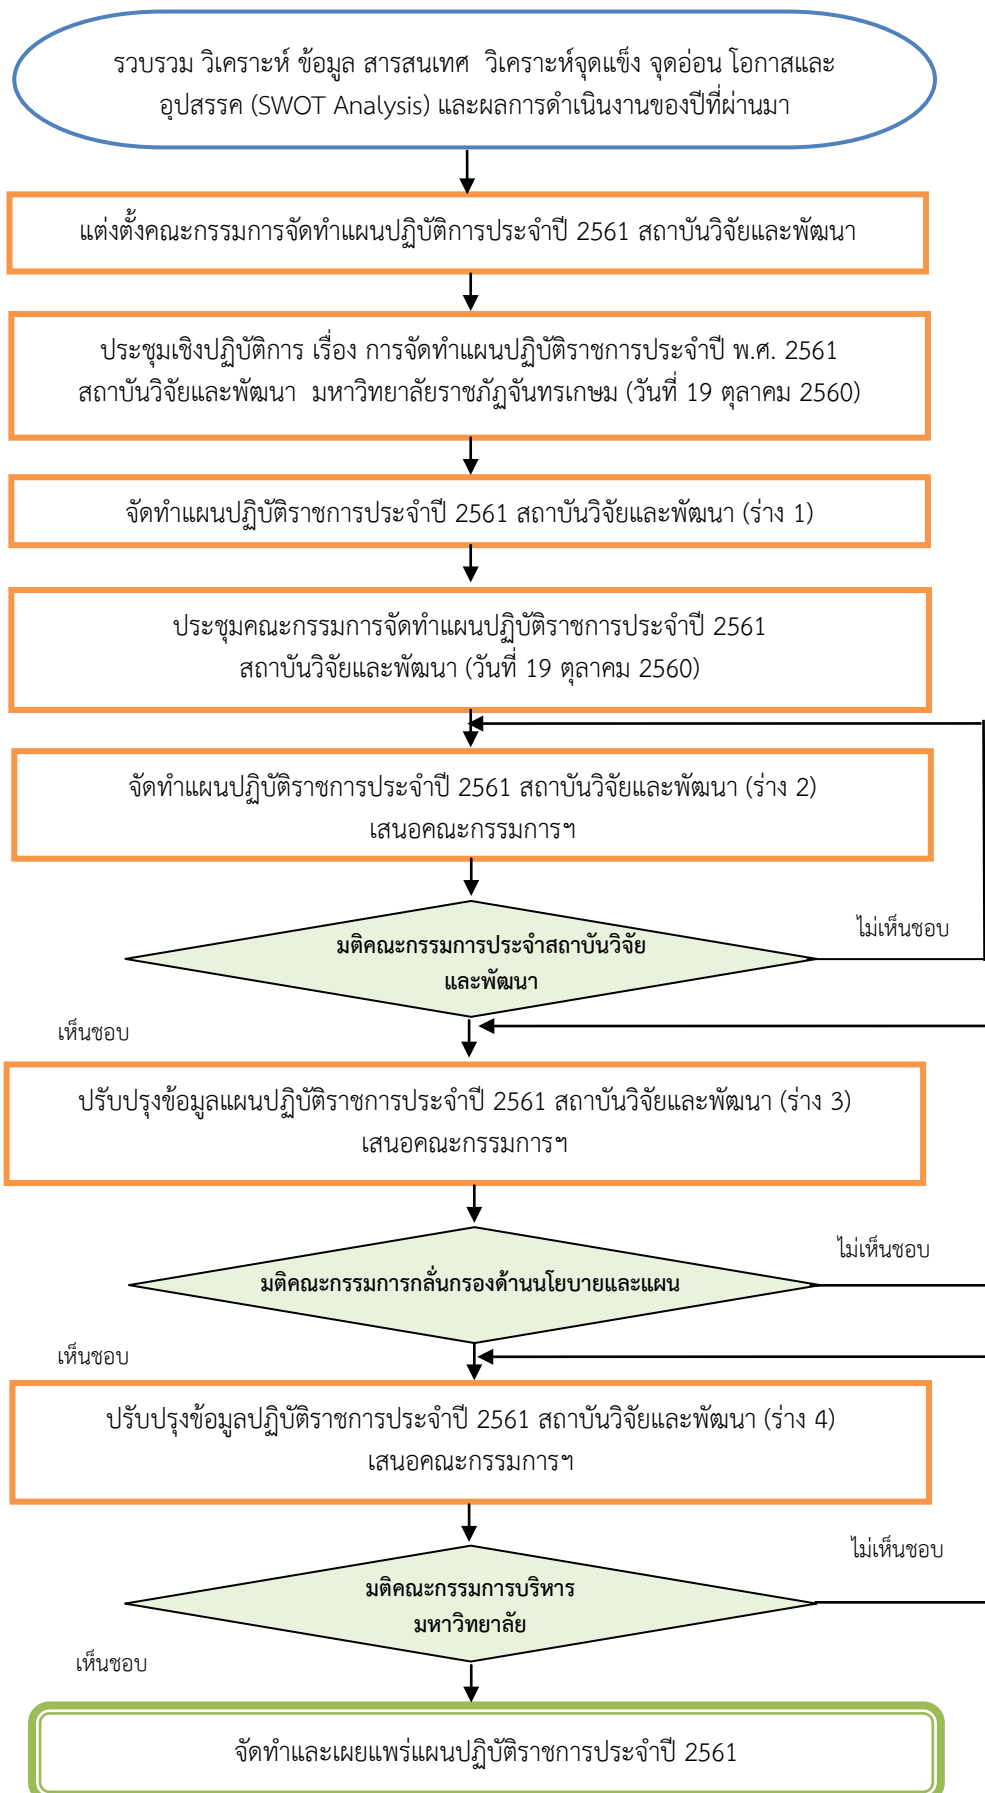 รวบรวม วิเคราะห์ ข้อมูล สารสนเทศ วิเคราะห์จุดแข็ง จุดอ่อน โอกาสและ
อุปสรรค (SWOT Analysis) และผลการดำเนินงานของปีที่ผ่านมา
แต่งตั้งคณะกรรมการจัดทำแผนปฏิบัติการประจำปี 2561 สถาบันวิจัยและพัฒนา
ประชุมเชิงปฏิบัติการ เรื่อง การจัดทำแผนปฏิบัติราชการประจำปี พ.ศ. 2561
สถาบันวิจัยและพัฒนา มหาวิทยาลัยราชภัฏจันทรเกษม (วันที่ 19 ตุลาคม 2560)
จัดทำแผนปฏิบัติราชการประจำปี 2561 สถาบันวิจัยและพัฒนา (ร่าง 1)
ประชุมคณะกรรมการจัดทำแผนปฏิบัติราชการประจำปี 2561
สถาบันวิจัยและพัฒนา (วันที่ 19 ตุลาคม 2560)
จัดทำแผนปฏิบัติราชการประจำปี 2561 สถาบันวิจัยและพัฒนา (ร่าง 2)
เสนอคณะกรรมการฯ
ไม่เห็นชอบ
มติคณะกรรมการประจำสถาบันวิจัย
และพัฒนา
เห็นชอบ
ปรับปรุงข้อมูลแผนปฏิบัติราชการประจำปี 2561 สถาบันวิจัยและพัฒนา (ร่าง 3)
เสนอคณะกรรมการฯ
ไม่เห็นชอบ
มติคณะกรรมการกลั่นกรองด้านนโยบายและแผน
เห็นชอบ
ปรับปรุงข้อมูลปฏิบัติราชการประจำปี 2561 สถาบันวิจัยและพัฒนา (ร่าง 4)
เสนอคณะกรรมการฯ
ไม่เห็นชอบ
มติคณะกรรมการบริหาร
มหาวิทยาลัย
เห็นชอบ
จัดทำและเผยแพร่แผนปฏิบัติราชการประจำปี 2561